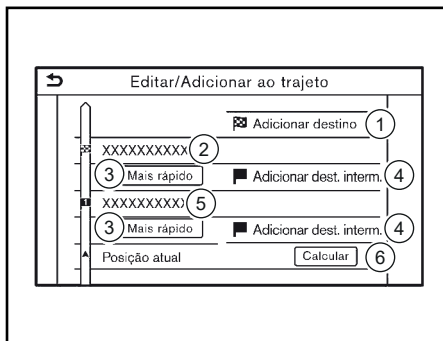 Editar/Adicionar ao trajeto
Adicionar destino 1
XXXXXXXXXX 2
3 Mais rápido Adicionar dest. interm. 4
1 XXXXXXXXXX 5
3 Mais rápido Adicionar dest. interm. 4
Posição atual Calcular 6